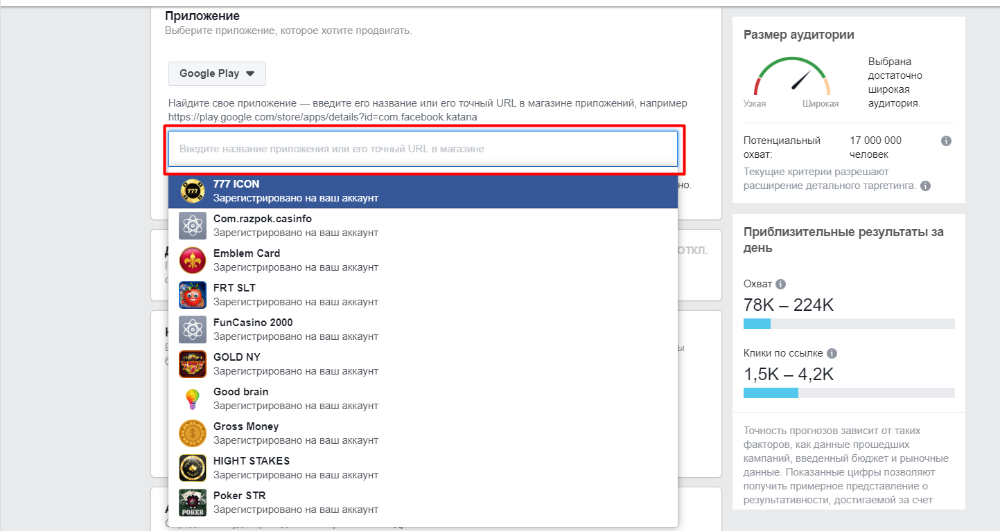 Приложение
Выберите приложение, которое хотите продвигать.
Google Play
Найдите свое приложение — введите его название или его точный URL в магазине приложений, например
https://play.google.com/store/apps/details?id=com.facebook.katana
Введите название приложения или его точный URL в магазине
но.
777 ICON
Зарегистрировано на ваш аккаунт
Com.razpok.casinfo
Зарегистрировано на ваш аккаунт
Emblem Card
Зарегистрировано на ваш аккаунт
ОТКЛ.
FRT SLT
Зарегистрировано на ваш аккаунт
FunCasino 2000
Зарегистрировано на ваш аккаунт
GOLD NY
Зарегистрировано на ваш аккаунт
Good brain
Зарегистрировано на ваш аккаунт
Gross Money
Зарегистрировано на ваш аккаунт
HIGHT STAKES
Зарегистрировано на ваш аккаунт
Poker STR
Зарегистрировано на ваш аккаунт
POKER
Размер аудитории
Узкая
Широкая
Выбрана
достаточно
широкая
аудитория.
Потенциальный
охват:
17 000 000
человек
Текущие критерии разрешают
расширение детального таргетинга.
Приблизительные результаты за
день
Охват
78K – 224K
Клики по ссылке
1,5K – 4,2K
Точность прогнозов зависит от таких
факторов, как данные прошедших
кампаний, введенный бюджет и рыночные
данные. Показанные цифры позволяют
получить примерное представление о
результативности, достигаемой за счет